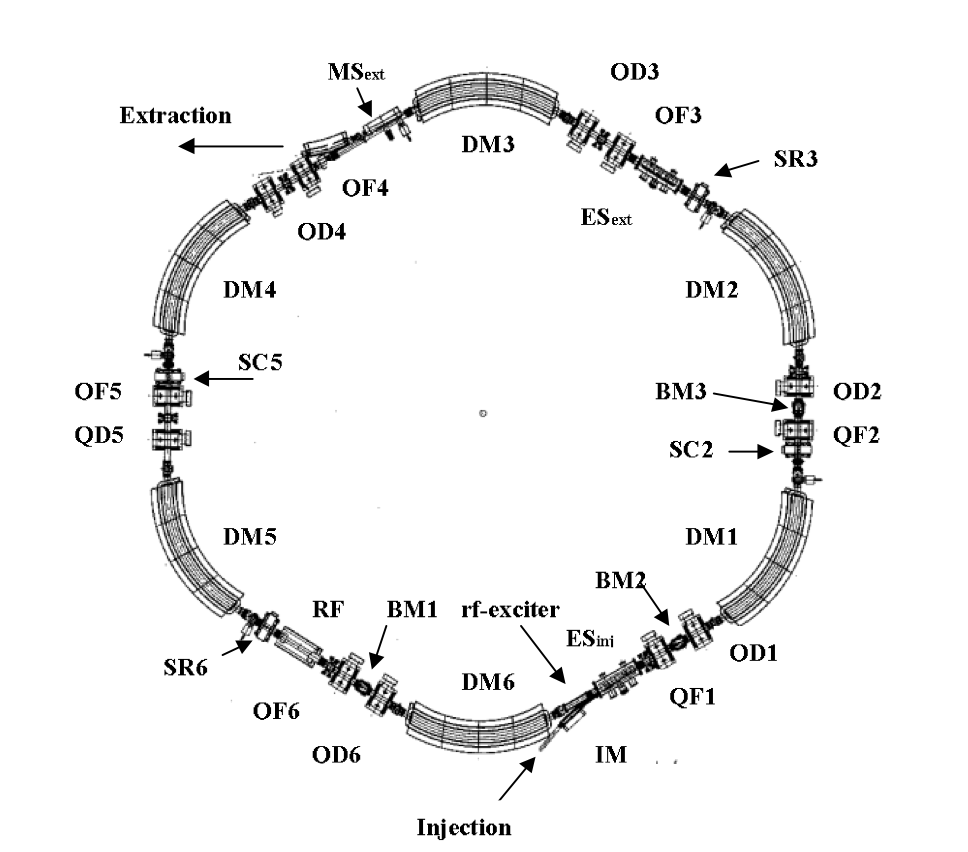 MSext
OD3
Extraction
OF3
DM3
SR3
OF4
ESext
OD4
DM4
DM2
SC5
OF5
BM3
OD2
QD5
QF2
SC2
DM5
DM1
BM2
RF
BM1
rf-exciter
ESinj
OD1
SR6
DM6
QF1
OF6
OD6
IM
Injection